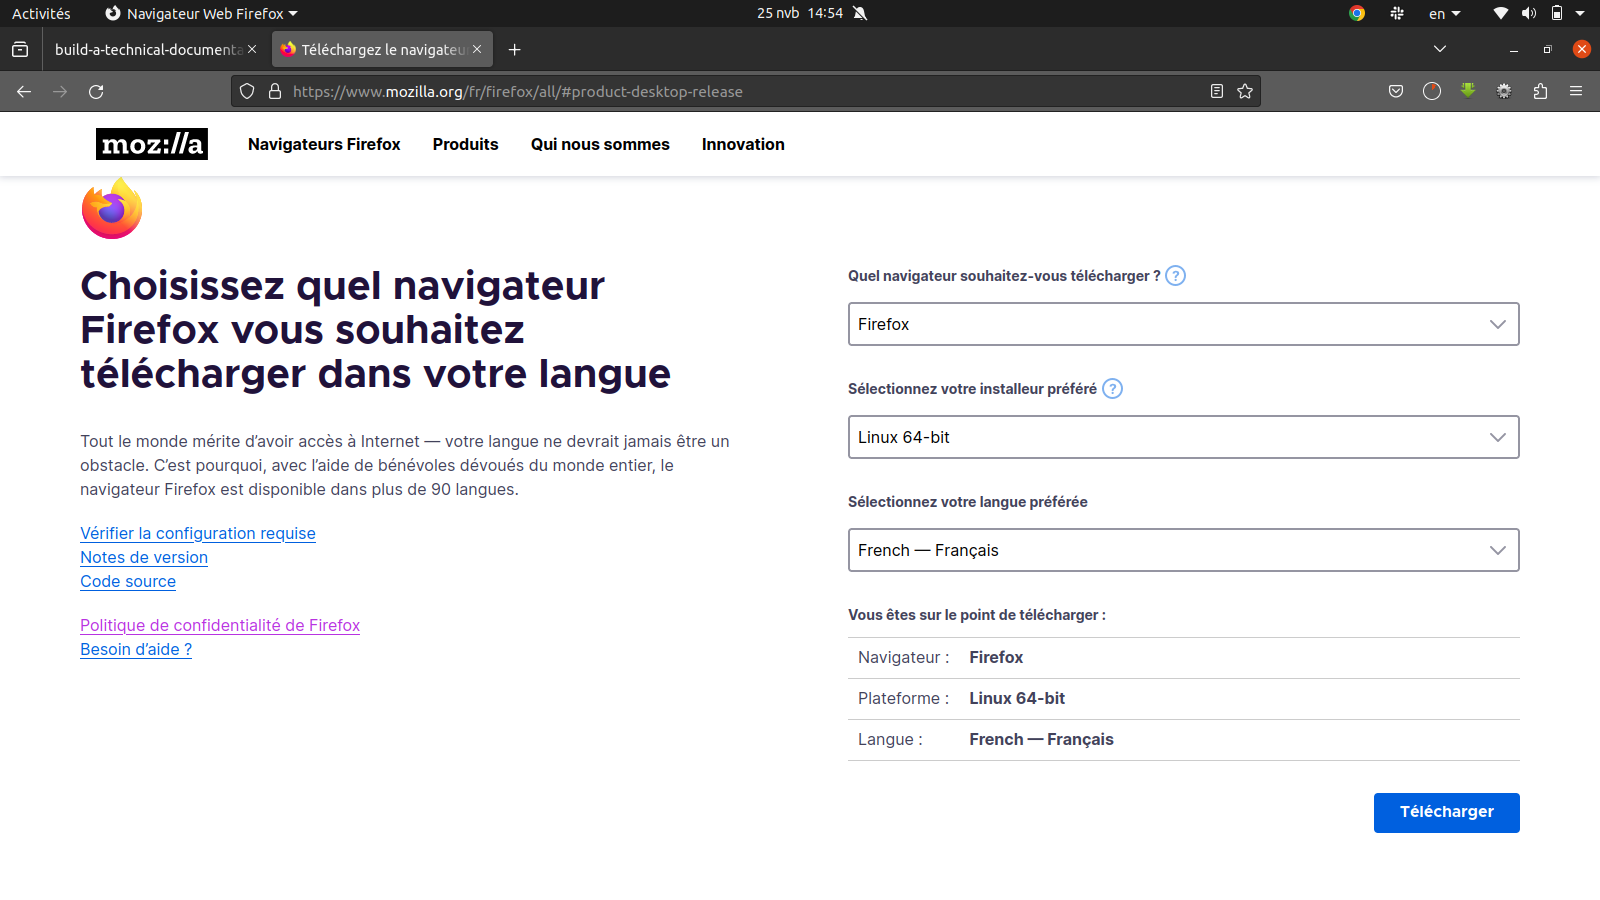 Activités
Navigateur Web Firefox
25 nvb 14:54
en
build-a-technical-documenta
Téléchargez le navigateu
https://www.mozilla.org/fr/firefox/all/#product-desktop-release
moz://a
Navigateurs Firefox
Produits
Qui nous sommes
Innovation
Choisissez quel navigateur
Firefox vous souhaitez
télécharger dans votre langue
Tout le monde mérite d’avoir accès à Internet — votre langue ne devrait jamais être un
obstacle. C’est pourquoi, avec l’aide de bénévoles dévoués du monde entier, le
navigateur Firefox est disponible dans plus de 90 langues.
Vérifier la configuration requise
Notes de version
Code source
Politique de confidentialité de Firefox
Besoin d’aide ?
Quel navigateur souhaitez-vous télécharger ? ?
Firefox
Sélectionnez votre installeur préféré ?
Linux 64-bit
Sélectionnez votre langue préférée
French — Français
Vous êtes sur le point de télécharger :
Navigateur : Firefox
Plateforme : Linux 64-bit
Langue : French — Français
Télécharger